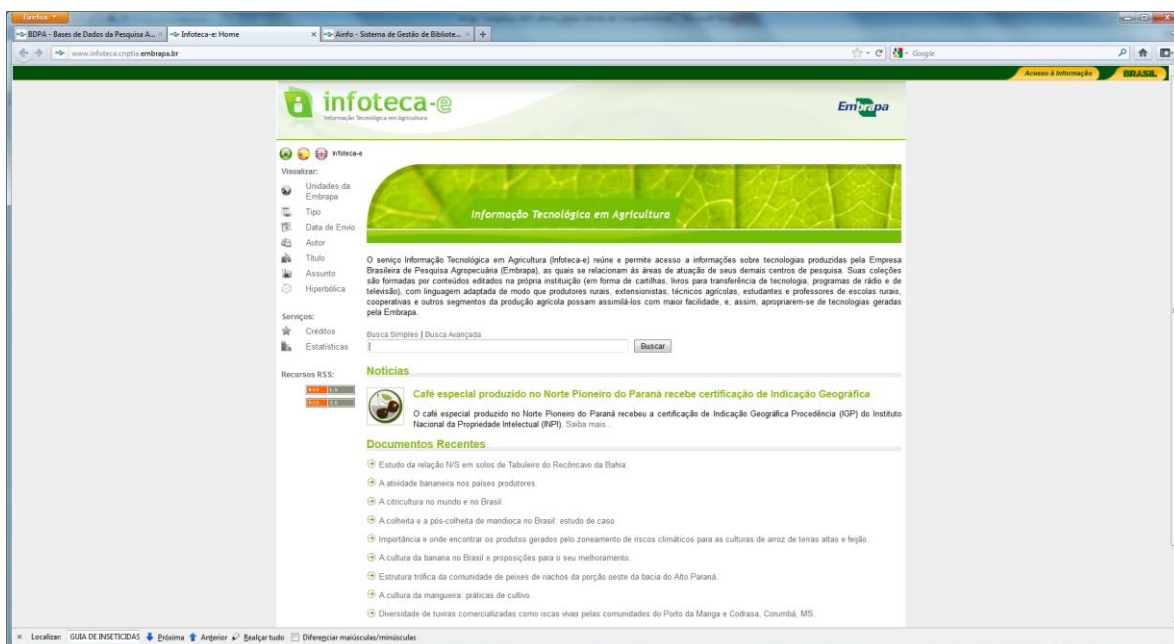 Firefox
BDPA - Bases de Dados da Pesquisa A...
Infoteca-e: Home
Ainfo - Sistema de Gestão de Bibliote...
www.infoteca.cnptia.embrapa.br
Google
Acesso à Informação
BRASIL
infoteca-e
Informação Tecnológica em Agricultura
Embrapa
Infoteca-e
Visualizar:
Unidades da
Embrapa
Tipo
Data de Envio
Autor
Título
Assunto
Hiperbólica
Serviços:
Créditos
Estatísticas
Recursos RSS:
RSS 1.0
RSS 2.0
Informação Tecnológica em Agricultura
O serviço Informação Tecnológica em Agricultura (Infoteca-e) reúne e permite acesso a informações sobre tecnologias produzidas pela Empresa
Brasileira de Pesquisa Agropecuária (Embrapa), as quais se relacionam às áreas de atuação de seus demais centros de pesquisa. Suas coleções
são formadas por conteúdos editados na própria instituição (em forma de cartilhas, livros para transferência de tecnologia, programas de rádio e de
televisão), com linguagem adaptada de modo que produtores rurais, extensionistas, técnicos agrícolas, estudantes e professores de escolas rurais,
cooperativas e outros segmentos da produção agrícola possam assimilá-los com maior facilidade, e, assim, apropriarem-se de tecnologias geradas
pela Embrapa.
Busca Simples | Busca Avançada
Buscar
Notícias
Café especial produzido no Norte Pioneiro do Paraná recebe certificação de Indicação Geográfica
O café especial produzido no Norte Pioneiro do Paraná recebeu a certificação de Indicação Geográfica Procedência (IGP) do Instituto
Nacional da Propriedade Intelectual (INPI). Saiba mais...
Documentos Recentes
Estudo da relação N/S em solos de Tabuleiro do Recôncavo da Bahia.
A atividade bananeira nos países produtores.
A citricultura no mundo e no Brasil.
A colheita e a pós-colheita de mandioca no Brasil: estudo de caso.
Importância e onde encontrar os produtos gerados pelo zoneamento de riscos climáticos para as culturas de arroz de terras altas e feijão.
A cultura da banana no Brasil e proposições para o seu melhoramento.
Estrutura trófica da comunidade de peixes de riachos da porção oeste da bacia do Alto Paraná.
A cultura da mangueira: práticas de cultivo.
Diversidade de tuviras comercializadas como iscas vivas pelas comunidades do Porto da Manga e Codrasa, Corumbá, MS.
Localizar: GUIA DE INSETICIDAS Próxima Anterior Realçar tudo Diferenciar maiúsculas/minúsculas